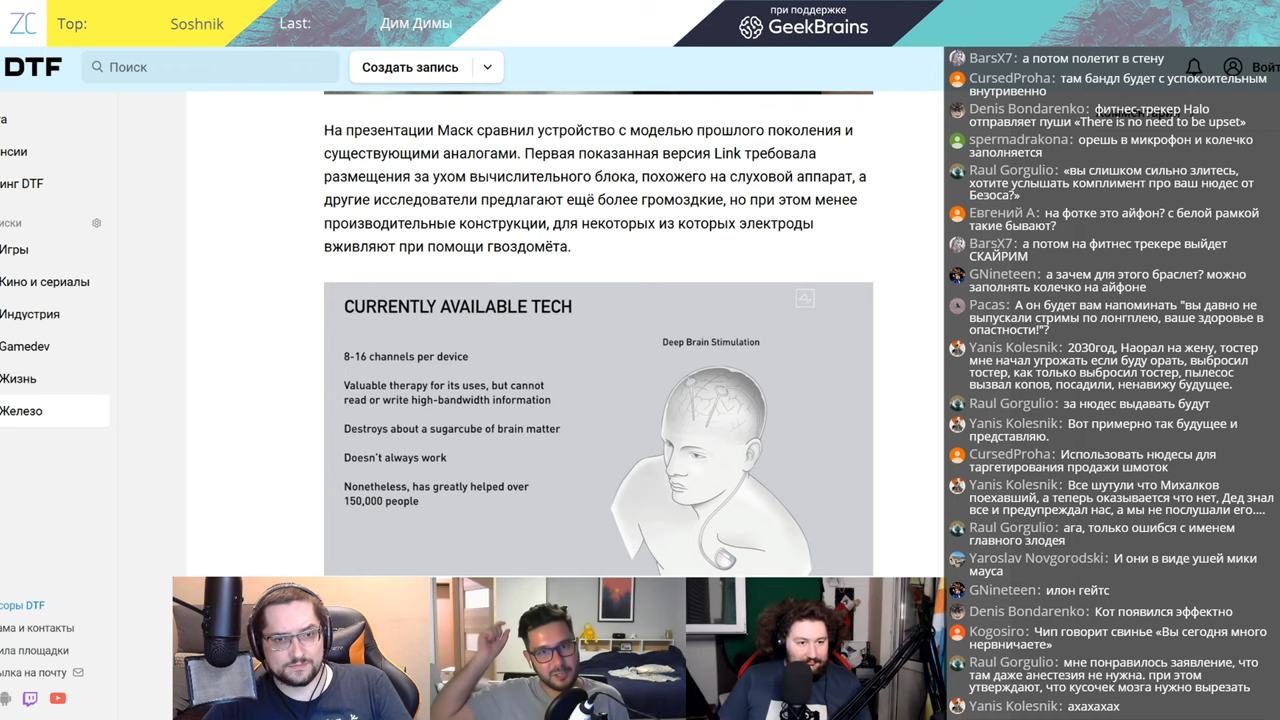 ZC
Top: Soshnik
Last: Дим Димы
при поддержке
GeekBrains
DTF
Поиск
Создать запись
Войт
а
нсии
инг DTF
иски
Игры
Кино и сериалы
Индустрия
Gamedev
Жизнь
Железо
соры DTF
ама и контакты
ила площадки
сылка на почту
На презентации Маск сравнил устройство с моделью прошлого поколения и
существующими аналогами. Первая показанная версия Link требовала
размещения за ухом вычислительного блока, похожего на слуховой аппарат, а
другие исследователи предлагают ещё более громоздкие, но при этом менее
производительные конструкции, для некоторых из которых электроды
вживляют при помощи гвоздомёта.
CURRENTLY AVAILABLE TECH
8-16 channels per device
Valuable therapy for its uses, but cannot
read or write high-bandwidth information
Destroys about a sugarcube of brain matter
Doesn't always work
Nonetheless, has greatly helped over
150,000 people
Deep Brain Stimulation
BarsX7: а потом полетит в стену
CursedProha: там бандл будет с успокоительным
внутривенно
Denis Bondarenko: фитнес-трекер Halo
отправляет пуши «There is no need to be upset»
spermadrakona: орешь в микрофон и колечко
заполняется
Raul Gorgulio: «вы слишком сильно злитесь,
хотите услышать комплимент про ваш нюдес от
Безоса?»
Евгений А: на фотке это айфон? с белой рамкой
такие бывают?
BarsX7: а потом на фитнес трекере выйдет
СКАЙРИМ
GNineteen: а зачем для этого браслет? можно
заполнять колечко на айфоне
Pacas: А он будет вам напоминать "вы давно не
выпускали стримы по лонгплею, ваше здоровье в
опастности!"?
Yanis Kolesnik: 2030год, Наорал на жену, тостер
мне начал угрожать если буду орать, выбросил
тостер, как только выбросил тостер, пылесос
вызвал копов, посадили, ненавижу будущее.
Raul Gorgulio: за нюдес выдавать будут
Yanis Kolesnik: Вот примерно так будущее и
представляю.
CursedProha: Использовать нюдесы для
таргетирования продажи шмоток
Yanis Kolesnik: Все шутили что Михалков
поехавший, а теперь оказывается что нет, Дед знал
все и предупреждал нас, а мы не послушали его....
Raul Gorgulio: ага, только ошибся с именем
главного злодея
Yaroslav Novgorodski: И они в виде ушей мики
мауса
GNineteen: илон гейтс
Denis Bondarenko: Кот появился эффектно
Kogosiro: Чип говорит свинье «Вы сегодня много
нервничаете»
Raul Gorgulio: мне понравилось заявление, что
там даже анестезия не нужна. при этом
утверждают, что кусочек мозга нужно вырезать
Yanis Kolesnik: ахахахах